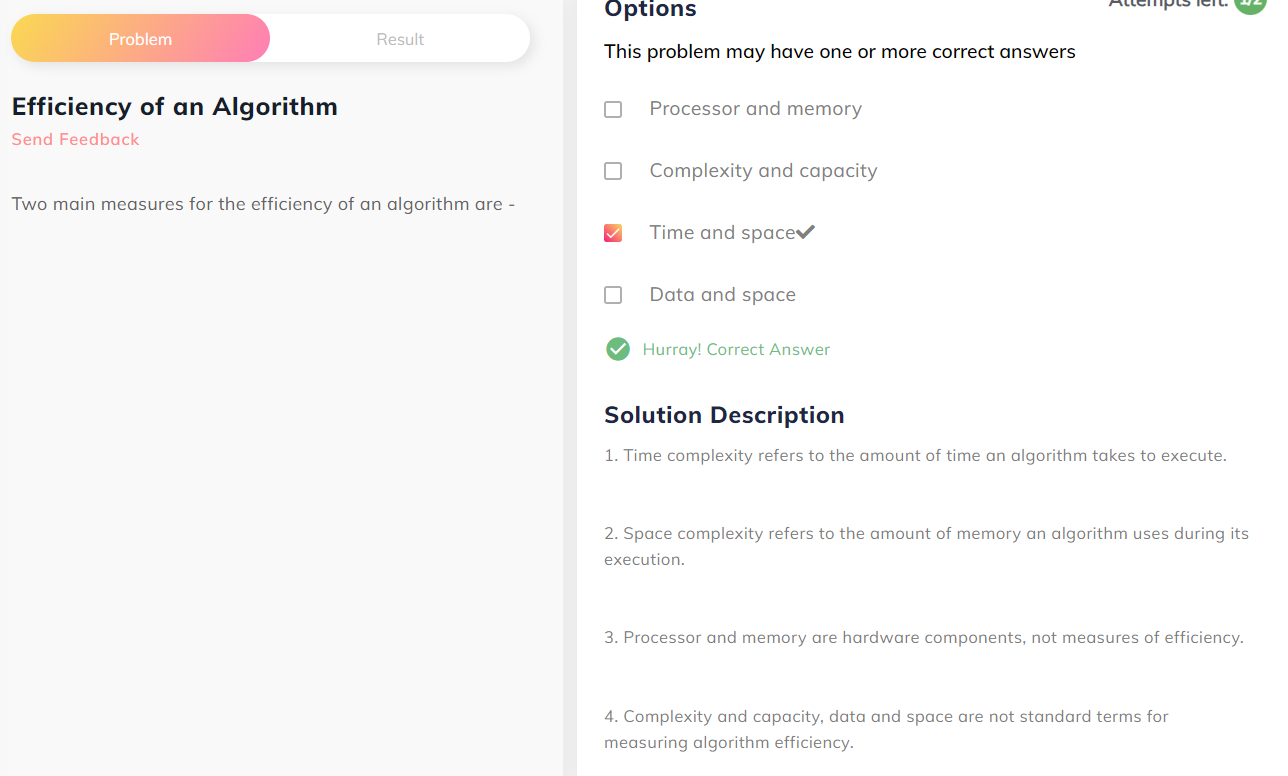 Problem
Result
Efficiency of an Algorithm
Send Feedback
Two main measures for the efficiency of an algorithm are -
Attempts left: 1/2
Options
This problem may have one or more correct answers
Processor and memory
Complexity and capacity
Time and space
Data and space
Hurray! Correct Answer
Solution Description
1. Time complexity refers to the amount of time an algorithm takes to execute.
2. Space complexity refers to the amount of memory an algorithm uses during its
execution.
3. Processor and memory are hardware components, not measures of efficiency.
4. Complexity and capacity, data and space are not standard terms for
measuring algorithm efficiency.